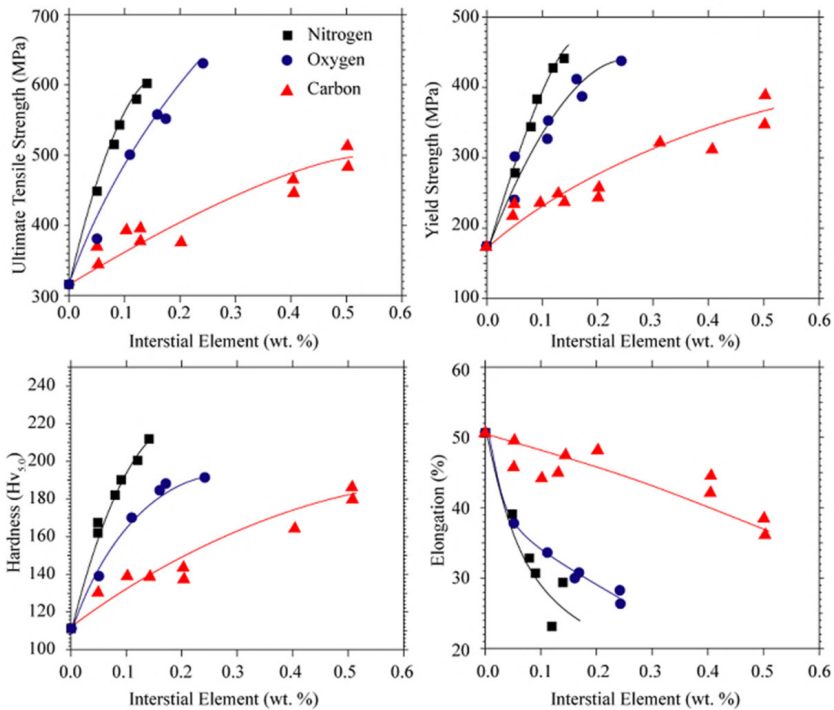 700
600
500
400
300
Ultimate Tensile Strength (MPa)
Nitrogen
Oxygen
Carbon
0.0 0.1 0.2 0.3 0.4 0.5 0.6
Interstial Element (wt. %)
500
400
300
200
100
Yield Strength (MPa)
0.0 0.1 0.2 0.3 0.4 0.5 0.6
Interstial Element (wt. %)
240
220
200
180
160
140
120
100
Hardness (Hv5.0)
0.0 0.1 0.2 0.3 0.4 0.5 0.6
Interstial Element (wt. %)
60
50
40
30
20
Elongation (%)
0.0 0.1 0.2 0.3 0.4 0.5 0.6
Interstial Element (wt. %)